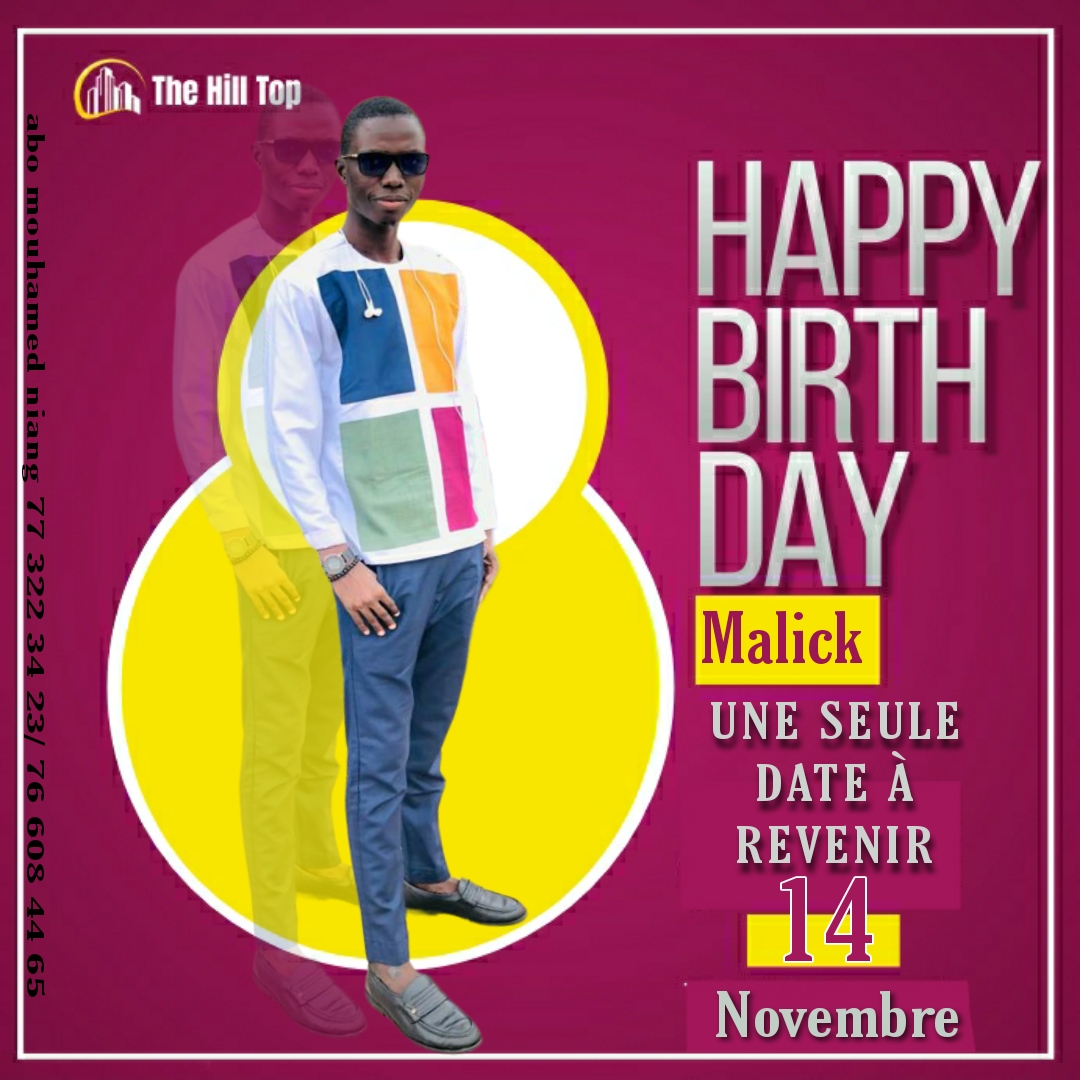 The Hill Top
abo mouhamed niang 77 322 34 23/ 76 608 44 65
HAPPY
BIRTH
DAY
Malick
UNE SEULE
DATE À
REVENIR
14
Novembre